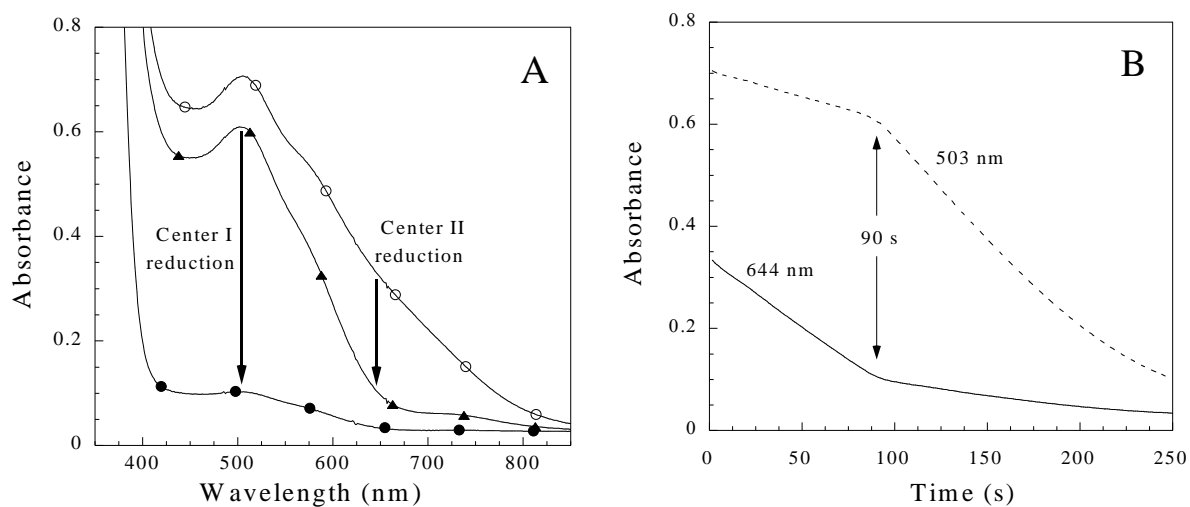 A
0.8
0.6
0.4
0.2
0
Absorbance
Center I
reduction
Center II
reduction
400
500
600
700
800
Wavelength (nm)
B
0.8
0.6
0.4
0.2
0.0
Absorbance
503 nm
90 s
644 nm
0
50
100
150
200
250
Time (s)